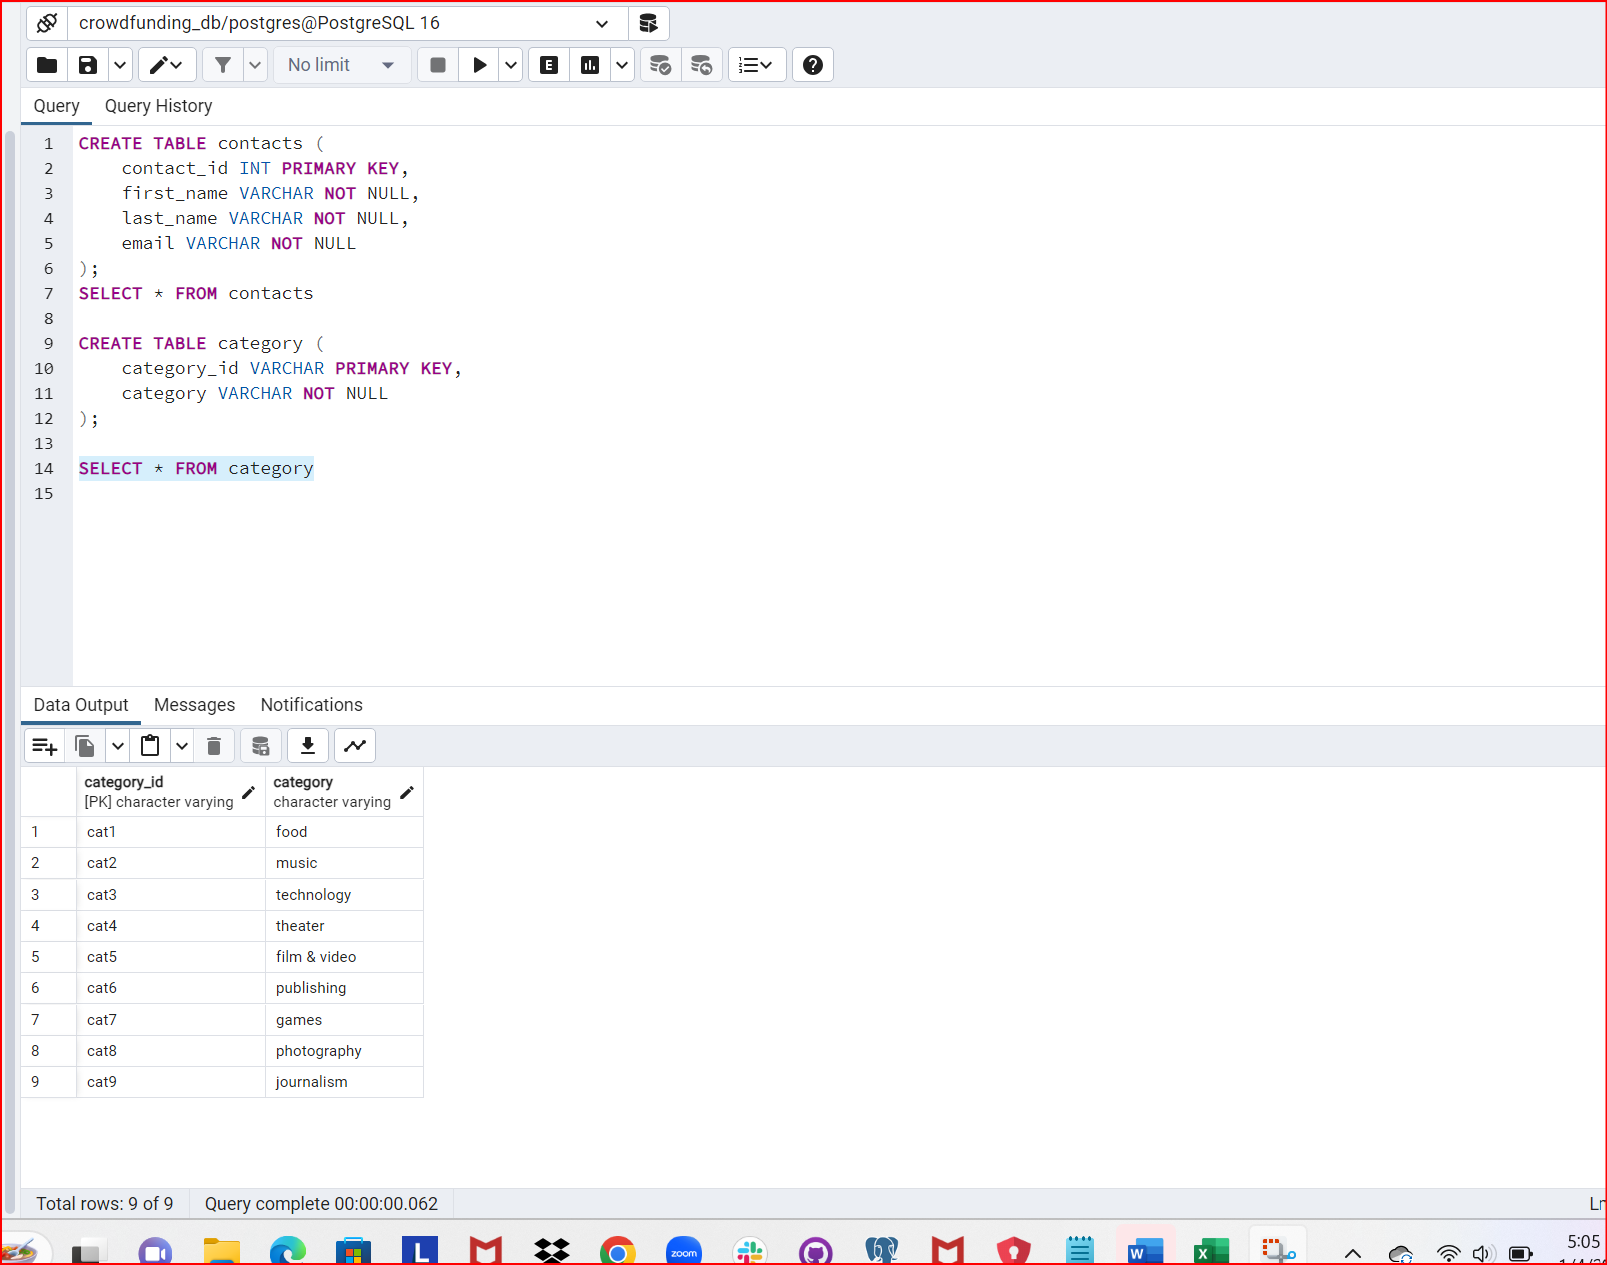 crowdfunding_db/postgres@PostgreSQL 16
No limit
E
Query Query History
1 CREATE TABLE contacts (
2 contact_id INT PRIMARY KEY,
3 first_name VARCHAR NOT NULL,
4 last_name VARCHAR NOT NULL,
5 email VARCHAR NOT NULL
6 );
7 SELECT * FROM contacts
8
9 CREATE TABLE category (
10 category_id VARCHAR PRIMARY KEY,
11 category VARCHAR NOT NULL
12 );
13
14 SELECT * FROM category
15
Data Output Messages Notifications
category_id category
[PK] character varying character varying
1 cat1 food
2 cat2 music
3 cat3 technology
4 cat4 theater
5 cat5 film & video
6 cat6 publishing
7 cat7 games
8 cat8 photography
9 cat9 journalism
Total rows: 9 of 9 Query complete 00:00:00.062 Ln
5:05
L zoom W X